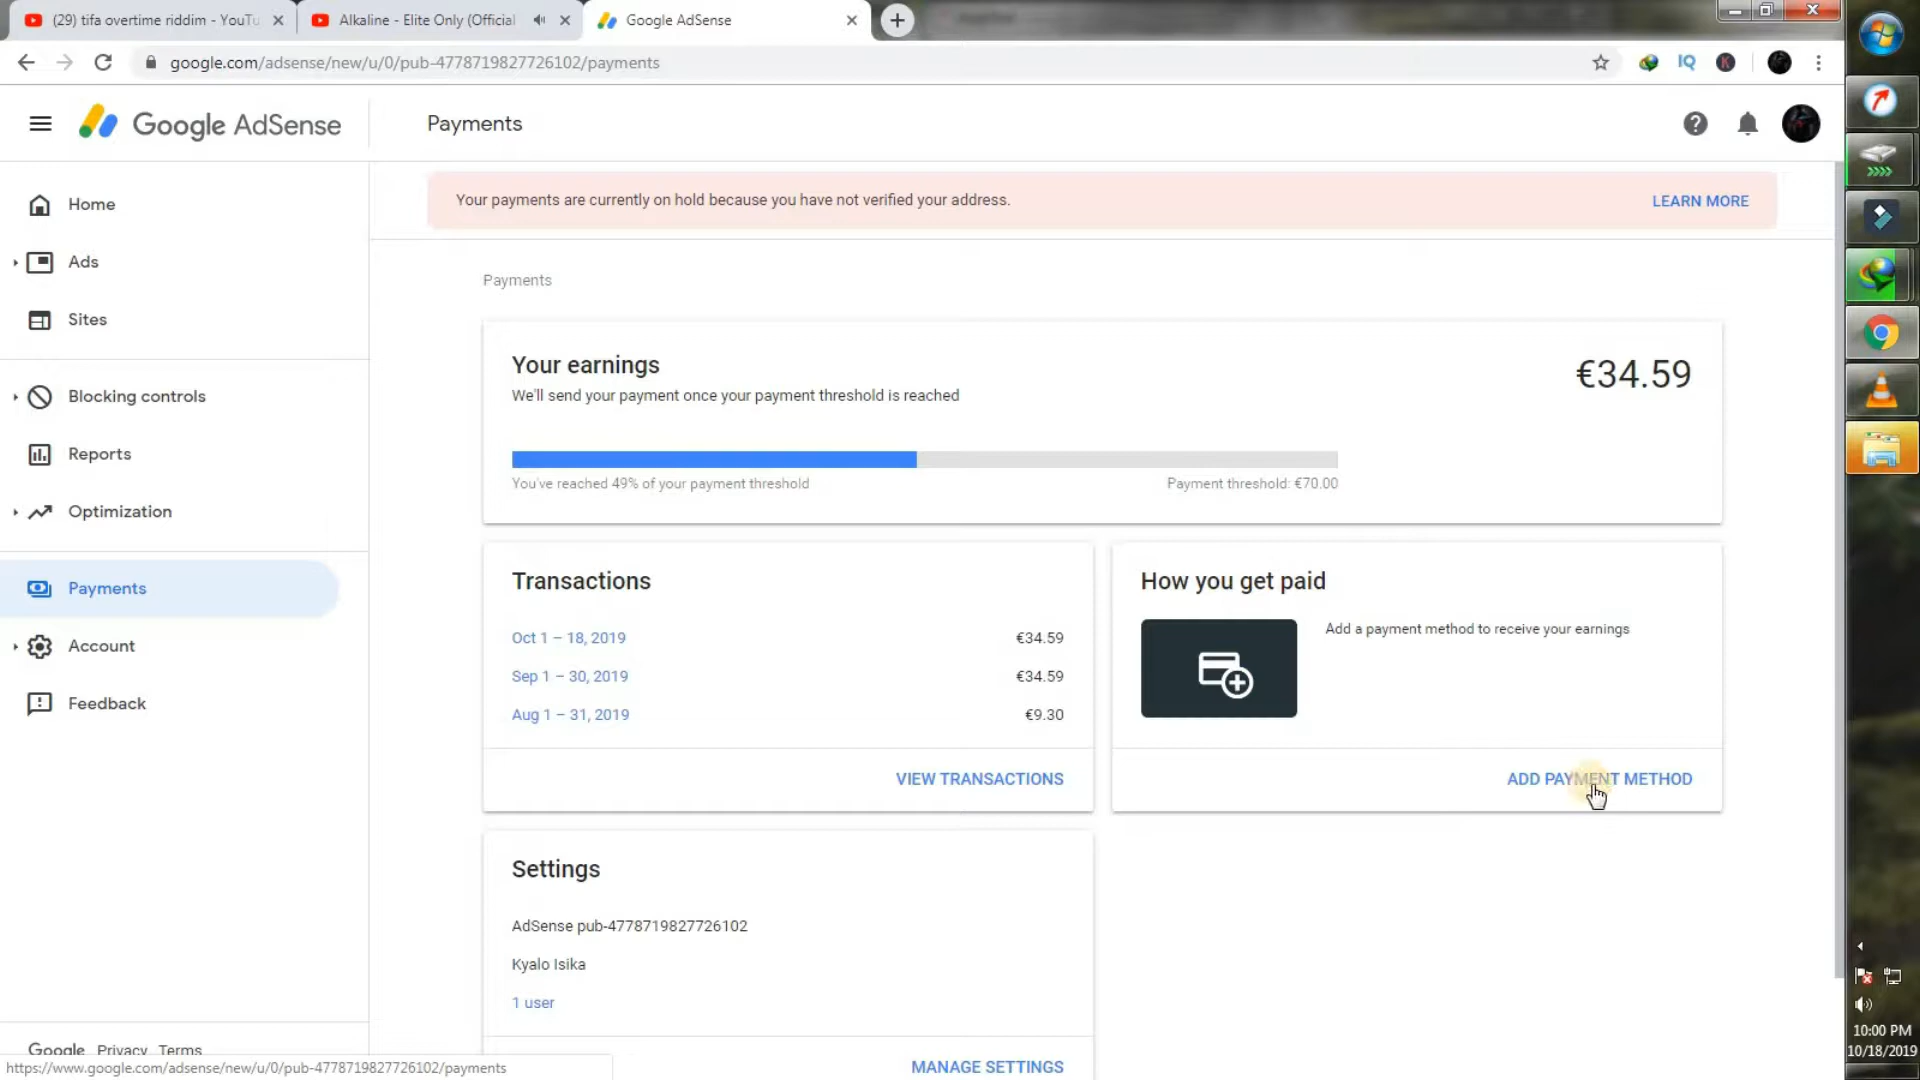 (29) tifa overtime riddim - YouTu
Alkaline - Elite Only (Official
Google AdSense
google.com/adsense/new/u/0/pub-4778719827726102/payments
IQ
K
Google AdSense
Payments
Home
Ads
Sites
Blocking controls
Reports
Optimization
Payments
Account
Feedback
Your payments are currently on hold because you have not verified your address.
LEARN MORE
Payments
Your earnings
We'll send your payment once your payment threshold is reached
€34.59
You've reached 49% of your payment threshold
Payment threshold: €70.00
Transactions
Oct 1 – 18, 2019 €34.59
Sep 1 – 30, 2019 €34.59
Aug 1 – 31, 2019 €9.30
VIEW TRANSACTIONS
How you get paid
Add a payment method to receive your earnings
ADD PAYMENT METHOD
Settings
AdSense pub-4778719827726102
Kyalo Isika
1 user
MANAGE SETTINGS
Google Privacy Terms
https://www.google.com/adsense/new/u/0/pub-4778719827726102/payments
10:00 PM
10/18/2019